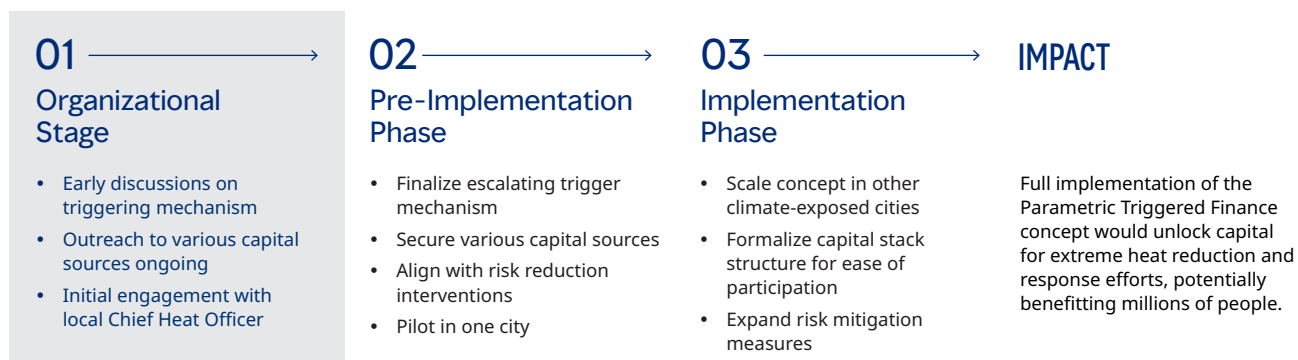 01
Organizational
Stage
• Early discussions on
triggering mechanism
• Outreach to various capital
sources ongoing
• Initial engagement with
local Chief Heat Officer
02
Pre-Implementation
Phase
• Finalize escalating trigger
mechanism
• Secure various capital sources
• Align with risk reduction
interventions
• Pilot in one city
03
Implementation
Phase
• Scale concept in other
climate-exposed cities
• Formalize capital stack
structure for ease of
participation
• Expand risk mitigation
measures
IMPACT
Full implementation of the
Parametric Triggered Finance
concept would unlock capital
for extreme heat reduction and
response efforts, potentially
benefitting millions of people.